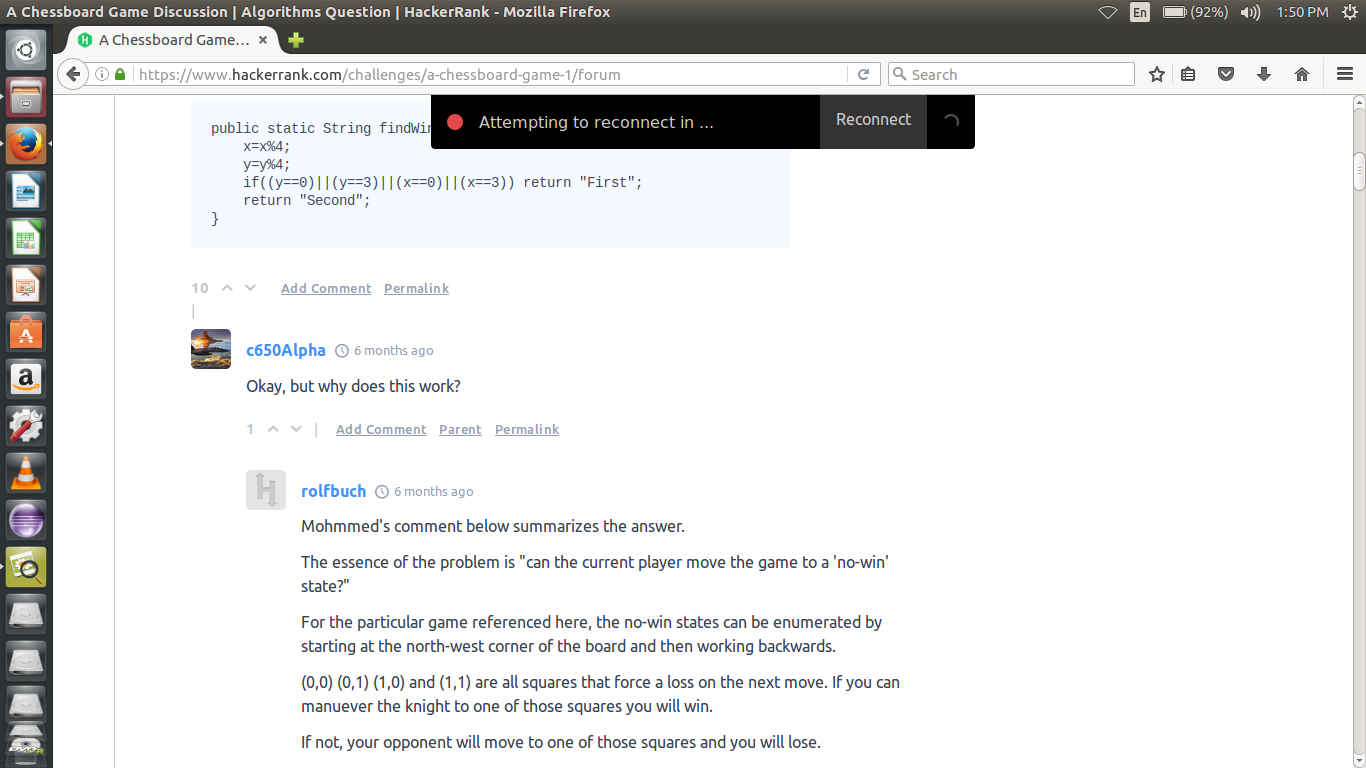 A Chessboard Game Discussion | Algorithms Question | HackerRank - Mozilla Firefox
En
(92%)
1:50 PM
A Chessboard Game...
https://www.hackerrank.com/challenges/a-chessboard-game-1/forum
Search
Attempting to reconnect in ...
Reconnect
public static String findWin
x=x%4;
y=y%4;
if((y==0)||(y==3)||(x==0)||(x==3)) return "First";
return "Second";
}
10
Add Comment
Permalink
|
c650Alpha
6 months ago
Okay, but why does this work?
1
|
Add Comment
Parent
Permalink
rolfbuch
6 months ago
Mohmmed's comment below summarizes the answer.
The essence of the problem is "can the current player move the game to a 'no-win'
state?"
For the particular game referenced here, the no-win states can be enumerated by
starting at the north-west corner of the board and then working backwards.
(0,0) (0,1) (1,0) and (1,1) are all squares that force a loss on the next move. If you can
manuever the knight to one of those squares you will win.
If not, your opponent will move to one of those squares and you will lose.